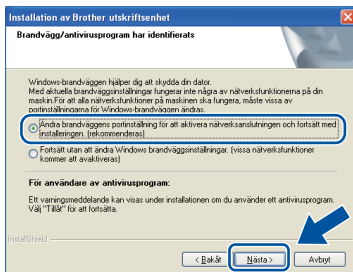 Installation av Brother utskriftsenhet
Brandvägg/antivirusprogram har identifierats
Windows-brandväggen hjälper dig att skydda din dator.
Med aktuella brandväggsinställningar fungerar inte några av nätverksfunktionerna på din
maskin.För att alla nätverksfunktioner på maskinen ska fungera, måste vissa av
portinställningarna för Windows-brandväggen ändras.
Ändra brandväggens portinställning för att aktivera nätverksanslutningen och fortsätt med
installeringen. (rekommenderas)
Fortsätt utan att ändra Windows brandväggsinställningar. (vissa nätverksfunktioner
kommer att avaktiveras)
För användare av antivirusprogram:
Ett varningsmeddelande kan visas under installationen om du använder ett antivirusprogram.
Välj "Tillåt" för att fortsätta.
InstallShield
< Bakåt
Nästa >
Avbryt